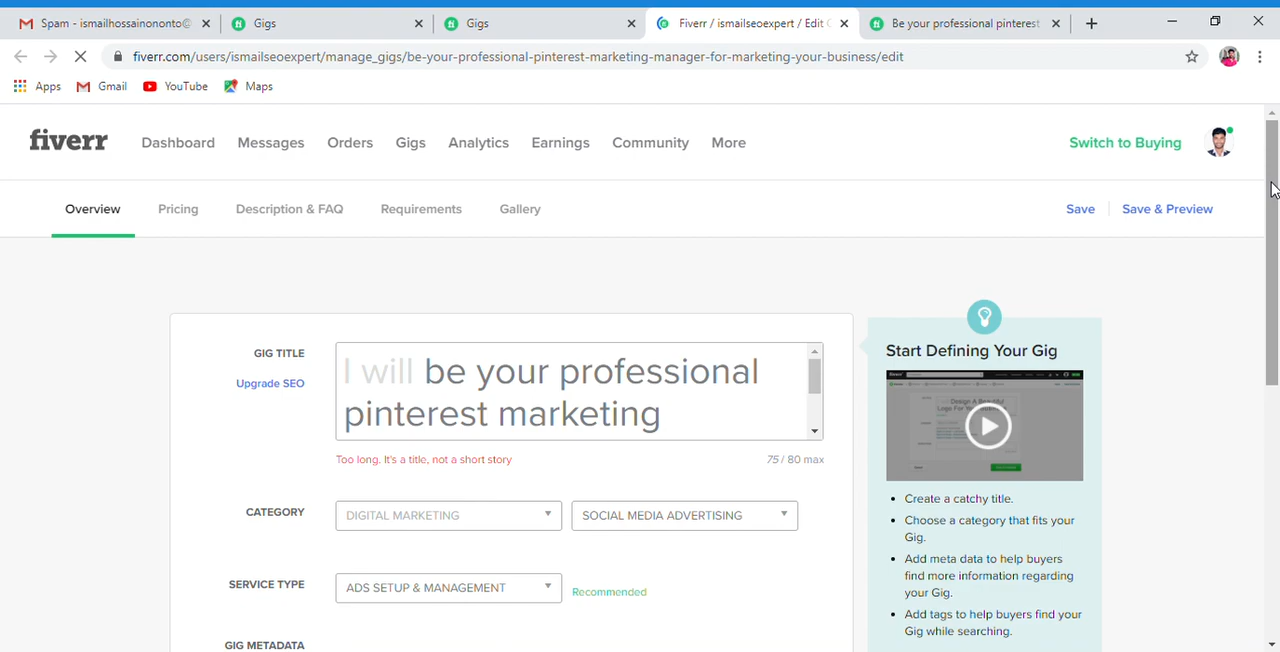 Spam - ismailhossainononto@
Gigs
Gigs
Fiverr / ismailseoexpert / Edit
Be your professional pinterest
fiverr.com/users/ismailseoexpert/manage_gigs/be-your-professional-pinterest-marketing-manager-for-marketing-your-business/edit
Apps Gmail YouTube Maps
fiverr Dashboard Messages Orders Gigs Analytics Earnings Community More Switch to Buying
Overview Pricing Description & FAQ Requirements Gallery Save Save & Preview
GIG TITLE
Upgrade SEO
I will be your professional
pinterest marketing
Too long. It's a title, not a short story 75 / 80 max
CATEGORY DIGITAL MARKETING SOCIAL MEDIA ADVERTISING
SERVICE TYPE ADS SETUP & MANAGEMENT Recommended
GIG METADATA
Start Defining Your Gig
• Create a catchy title.
• Choose a category that fits your
Gig.
• Add meta data to help buyers
find more information regarding
your Gig.
• Add tags to help buyers find your
Gig while searching.